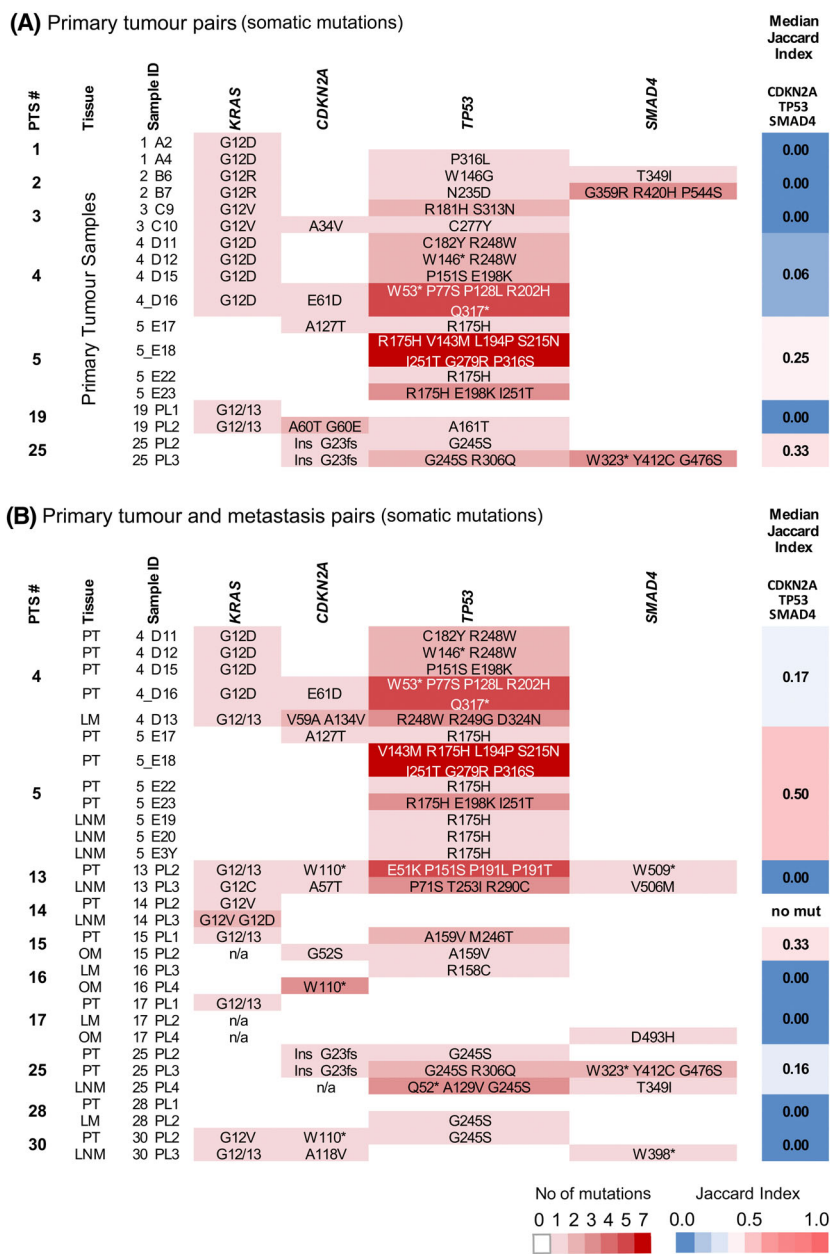 (A) Primary tumour pairs (somatic mutations)
Median Jaccard Index
PTS # Tissue Sample ID KRAS CDKN2A TP53 SMAD4 CDKN2A TP53 SMAD4
Primary Tumour Samples
1 1 A2 G12D 0.00
1 A4 G12D P316L
2 2 B6 G12R W146G T349I 0.00
2 B7 G12R N235D G359R R420H P544S
3 3 C9 G12V R181H S313N 0.00
3 C10 G12V A34V C277Y
4 4 D11 G12D C182Y R248W 0.06
4 D12 G12D W146* R248W
4 D15 G12D P151S E198K
4_D16 G12D E61D W53* P77S P128L R202H
Q317*
5 5 E17 A127T R175H 0.25
5_E18 R175H V143M L194P S215N
I251T G279R P316S
5 E22 R175H
5 E23 R175H E198K I251T
19 19 PL1 G12/13 0.00
19 PL2 G12/13 A60T G60E A161T
25 25 PL2 Ins G23fs G245S 0.33
25 PL3 Ins G23fs G245S R306Q W323* Y412C G476S
(B) Primary tumour and metastasis pairs (somatic mutations)
Median Jaccard Index
PTS # Tissue Sample ID KRAS CDKN2A TP53 SMAD4 CDKN2A TP53 SMAD4
4 PT 4 D11 G12D C182Y R248W 0.17
PT 4 D12 G12D W146* R248W
PT 4 D15 G12D P151S E198K
PT 4_D16 G12D E61D W53* P77S P128L R202H
Q317*
LM 4 D13 G12/13 V59A A134V R248W R249G D324N
5 PT 5 E17 A127T R175H 0.50
PT 5_E18 V143M R175H L194P S215N
I251T G279R P316S
PT 5 E22 R175H
PT 5 E23 R175H E198K I251T
LNM 5 E19 R175H
LNM 5 E20 R175H
LNM 5 E3Y R175H
13 PT 13 PL2 G12/13 W110* E51K P151S P191L P191T W509* 0.00
LNM 13 PL3 G12C A57T P71S T253I R290C V506M
14 PT 14 PL2 G12V no mut
LNM 14 PL3 G12V G12D
15 PT 15 PL1 G12/13 A159V M246T 0.33
OM 15 PL2 n/a G52S A159V
16 LM 16 PL3 R158C 0.00
OM 16 PL4 W110*
17 PT 17 PL1 G12/13 0.00
LM 17 PL2 n/a
OM 17 PL4 n/a D493H
25 PT 25 PL2 Ins G23fs G245S 0.16
PT 25 PL3 Ins G23fs G245S R306Q W323* Y412C G476S
LNM 25 PL4 n/a Q52* A129V G245S T349I
28 PT 28 PL1 0.00
LM 28 PL2 G245S
30 PT 30 PL2 G12V W110* G245S 0.00
LNM 30 PL3 G12/13 A118V W398*
No of mutations Jaccard Index
0 1 2 3 4 5 6 7 0.0 0.5 1.0